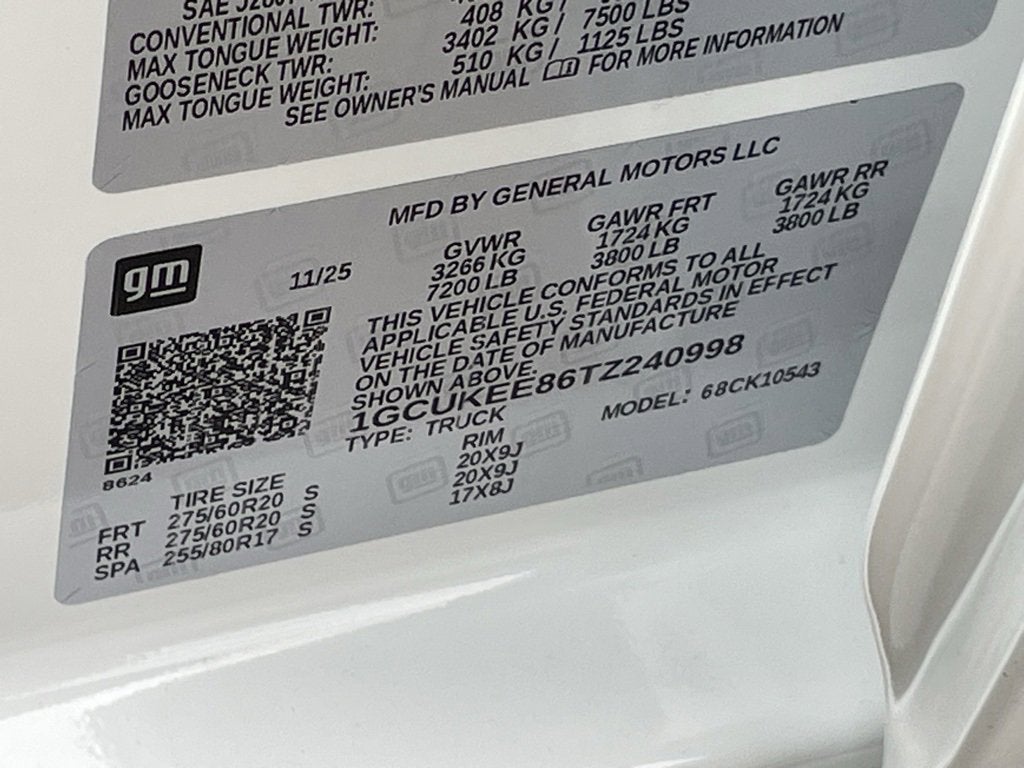 CONVENTIONAL TWR:
MAX TONGUE WEIGHT: 408 KG/
GOOSENECK TWR: 3402 KG/ 7500 LBS
MAX TONGUE WEIGHT: 510 KG/ 1125 LBS
SEE OWNER'S MANUAL FOR MORE INFORMATION
MFD BY GENERAL MOTORS LLC
gm
11/25
GVWR GAWR FRT GAWR RR
3266 KG 1724 KG 1724 KG
7200 LB 3800 LB 3800 LB
THIS VEHICLE CONFORMS TO ALL
APPLICABLE U.S. FEDERAL MOTOR
VEHICLE SAFETY STANDARDS IN EFFECT
ON THE DATE OF MANUFACTURE
SHOWN ABOVE.
1GCUKEE86TZ240998
TYPE: TRUCK MODEL: 68CK10543
8624
TIRE SIZE RIM
FRT 275/60R20 S 20X9J
RR 275/60R20 S 20X9J
SPA 255/80R17 S 17X8J